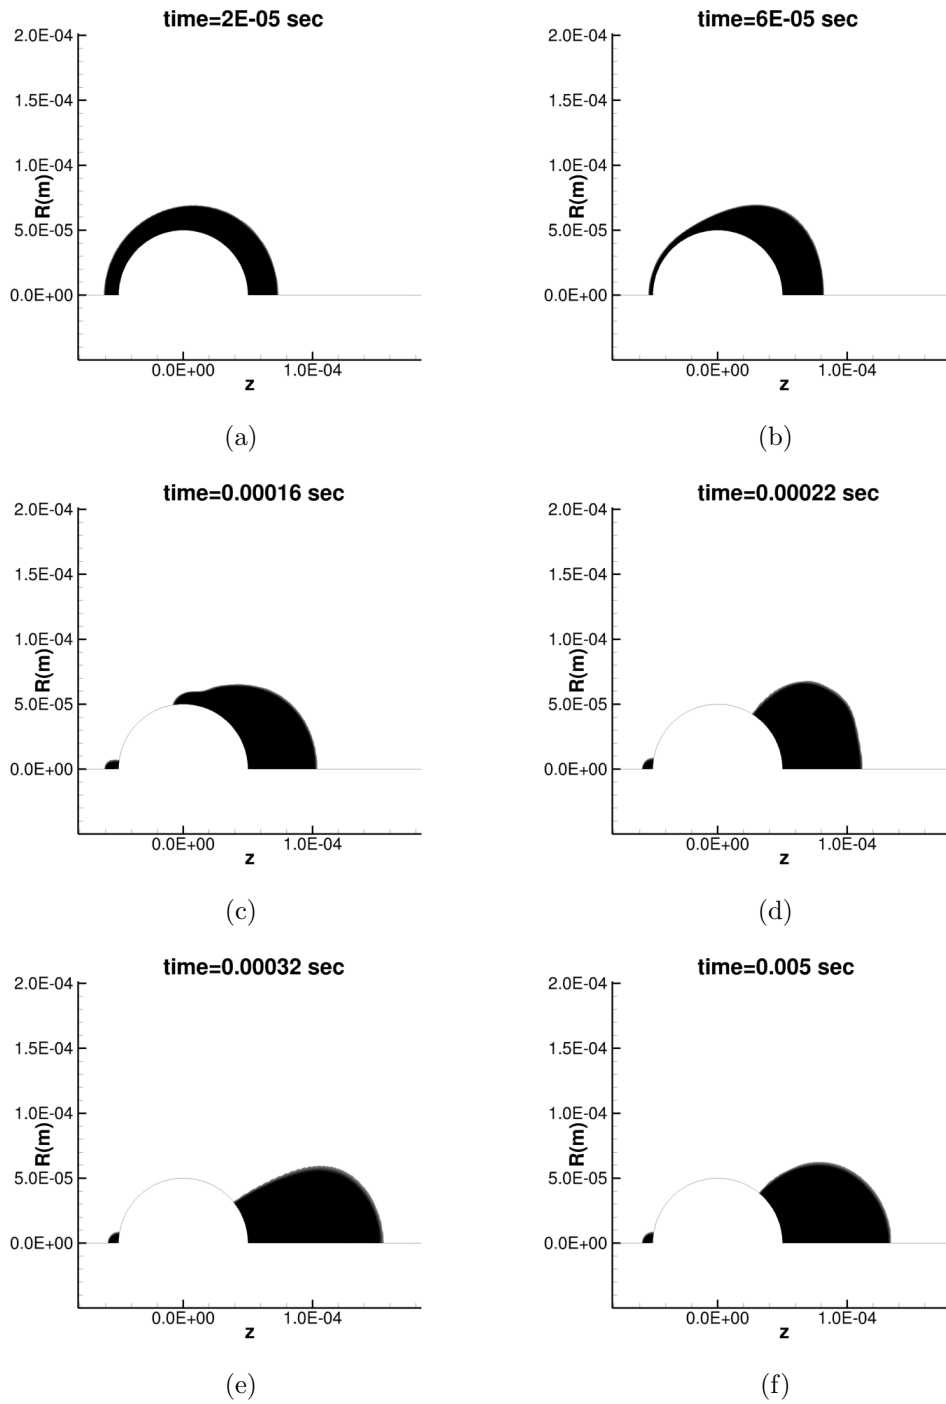 time=2E-05 sec
2.0E-04
1.5E-04
1.0E-04
R(m)
5.0E-05
0.0E+00
0.0E+00 1.0E-04
z
(a)
time=6E-05 sec
2.0E-04
1.5E-04
1.0E-04
R(m)
5.0E-05
0.0E+00
0.0E+00 1.0E-04
z
(b)
time=0.00016 sec
2.0E-04
1.5E-04
1.0E-04
R(m)
5.0E-05
0.0E+00
0.0E+00 1.0E-04
z
(c)
time=0.00022 sec
2.0E-04
1.5E-04
1.0E-04
R(m)
5.0E-05
0.0E+00
0.0E+00 1.0E-04
z
(d)
time=0.00032 sec
2.0E-04
1.5E-04
1.0E-04
R(m)
5.0E-05
0.0E+00
0.0E+00 1.0E-04
z
(e)
time=0.005 sec
2.0E-04
1.5E-04
1.0E-04
R(m)
5.0E-05
0.0E+00
0.0E+00 1.0E-04
z
(f)